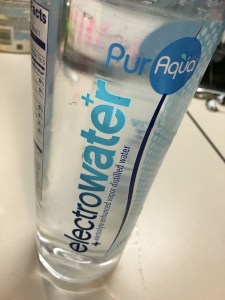 Facts
PurAqua
electrowater+
+ electrolyte enhanced vapor distilled water